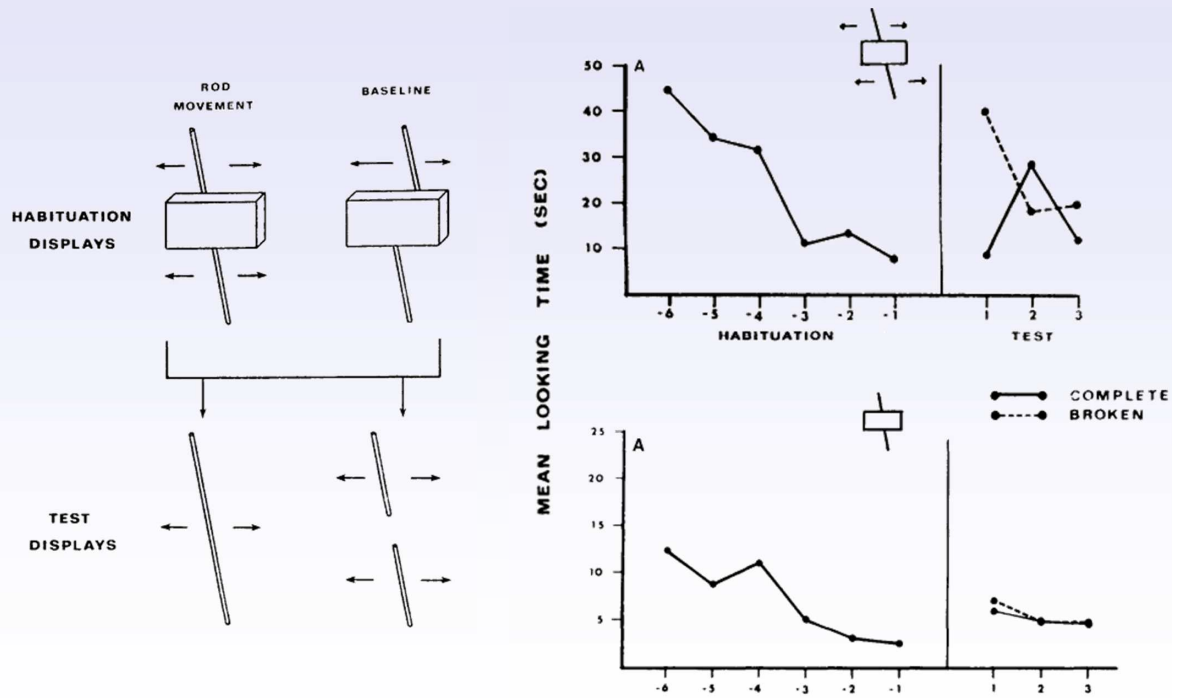 ROD
MOVEMENT
BASELINE
HABITUATION
DISPLAYS
TEST
DISPLAYS
MEAN LOOKING TIME (SEC)
A
50
40
30
20
10
-6 -5 -4 -3 -2 -1 1 2 3
HABITUATION TEST
COMPLETE
BROKEN
A
25
20
15
10
5
-6 -5 -4 -3 -2 -1 1 2 3